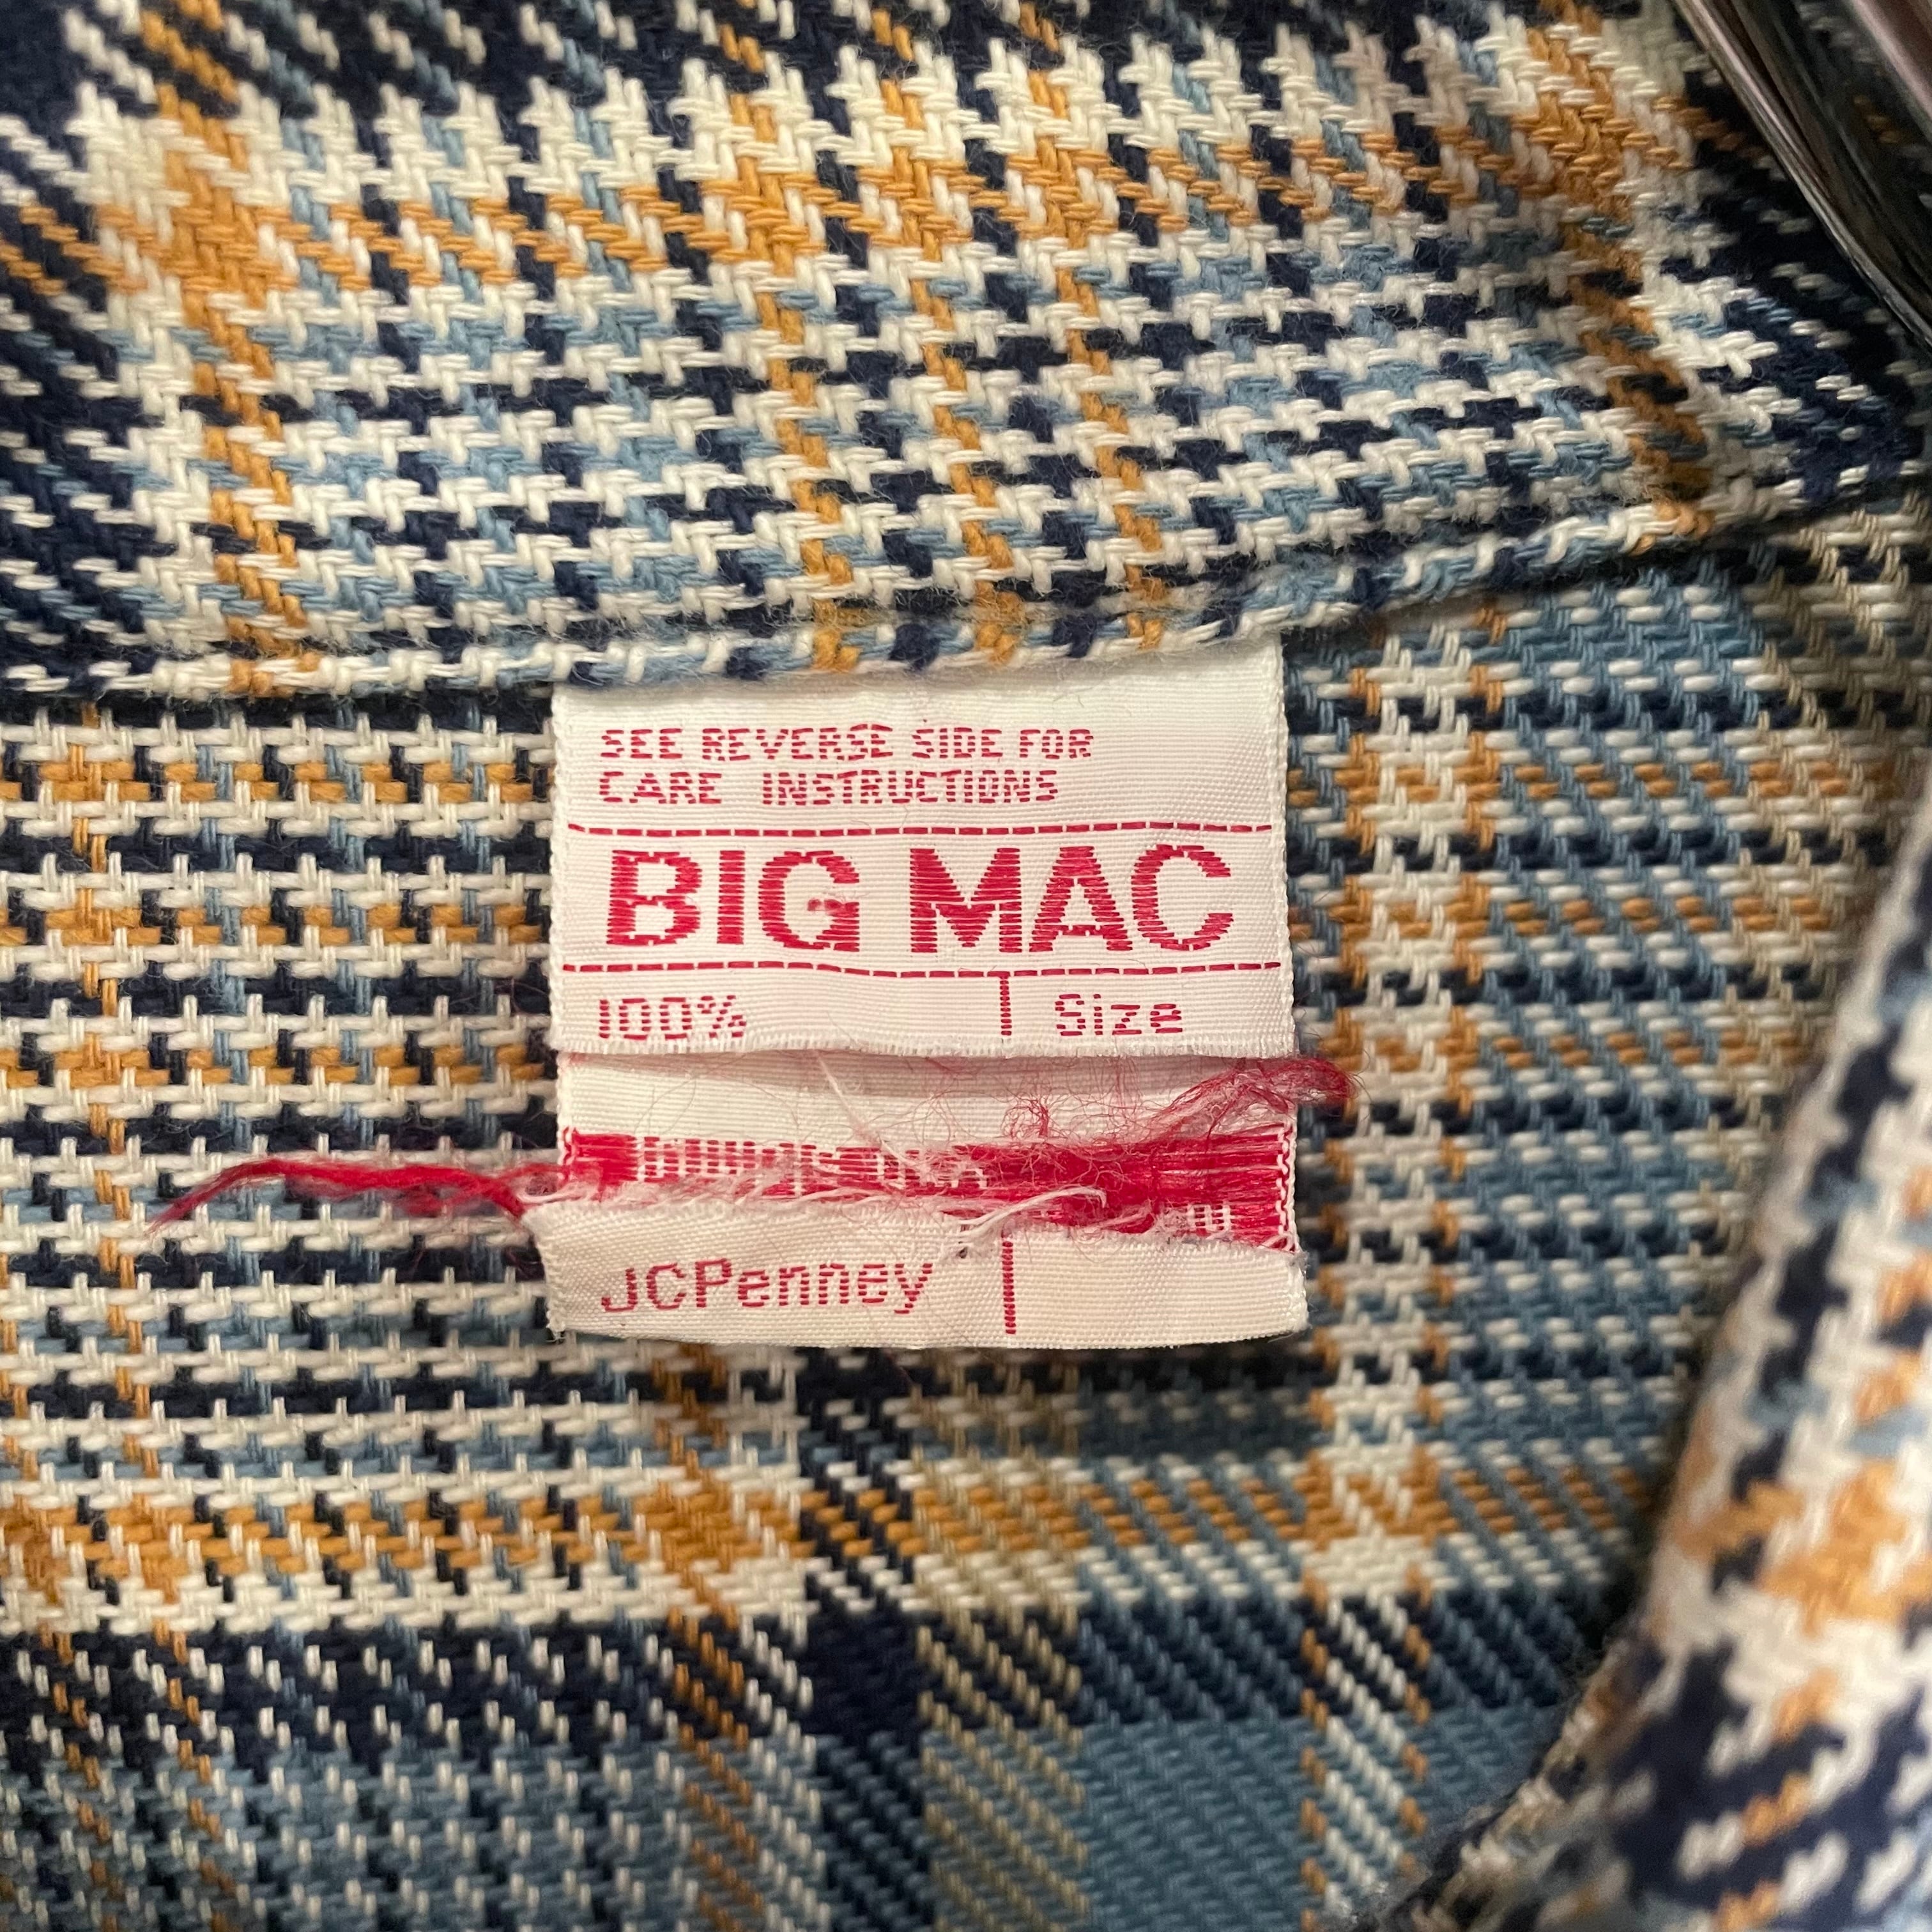 SEE REVERSE SIDE FOR
CARE INSTRUCTIONS
BIG MAC
100% Size
JCPenney